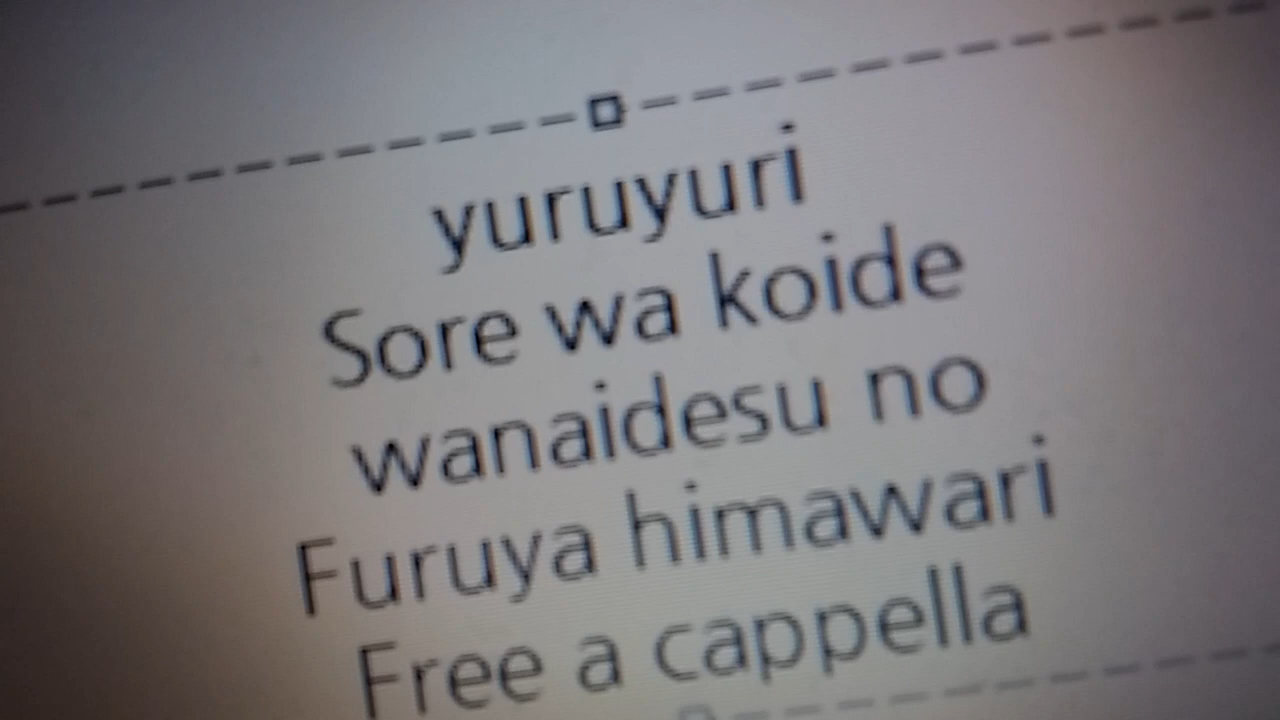 yuruyuri
Sore wa koide
wanaidesu no
Furuya himawari
Free a cappella